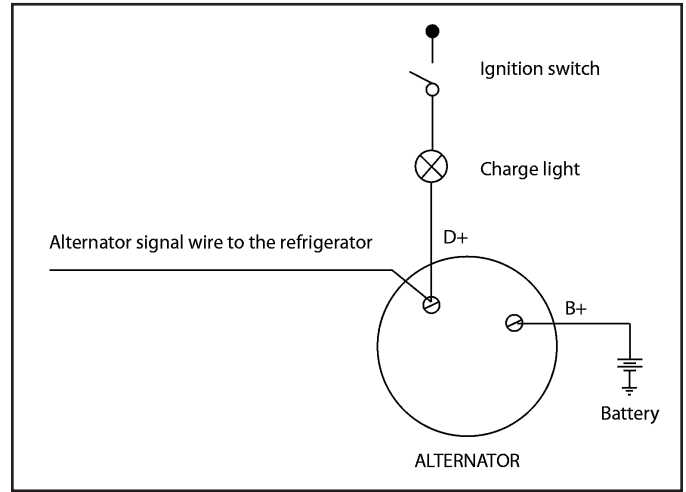 Ignition switch
Charge light
Alternator signal wire to the refrigerator
D+
B+
Battery
ALTERNATOR